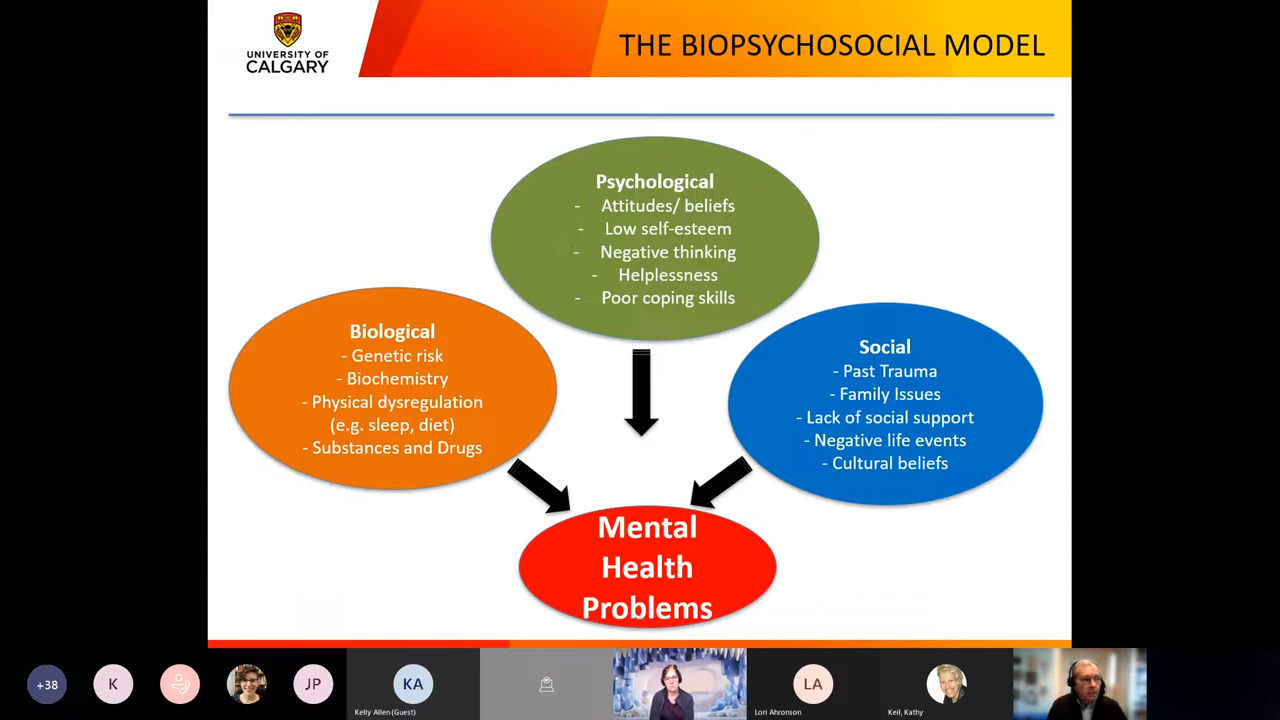 UNIVERSITY OF
CALGARY
THE BIOPSYCHOSOCIAL MODEL
Psychological
- Attitudes/ beliefs
- Low self-esteem
- Negative thinking
- Helplessness
- Poor coping skills
Biological
- Genetic risk
- Biochemistry
- Physical dysregulation
(e.g. sleep, diet)
- Substances and Drugs
Social
- Past Trauma
- Family Issues
- Lack of social support
- Negative life events
- Cultural beliefs
Mental
Health
Problems
+38
K
JP
KA
Kelly Allen (Guest)
LA
Lori Ahronson
Keil, Kathy